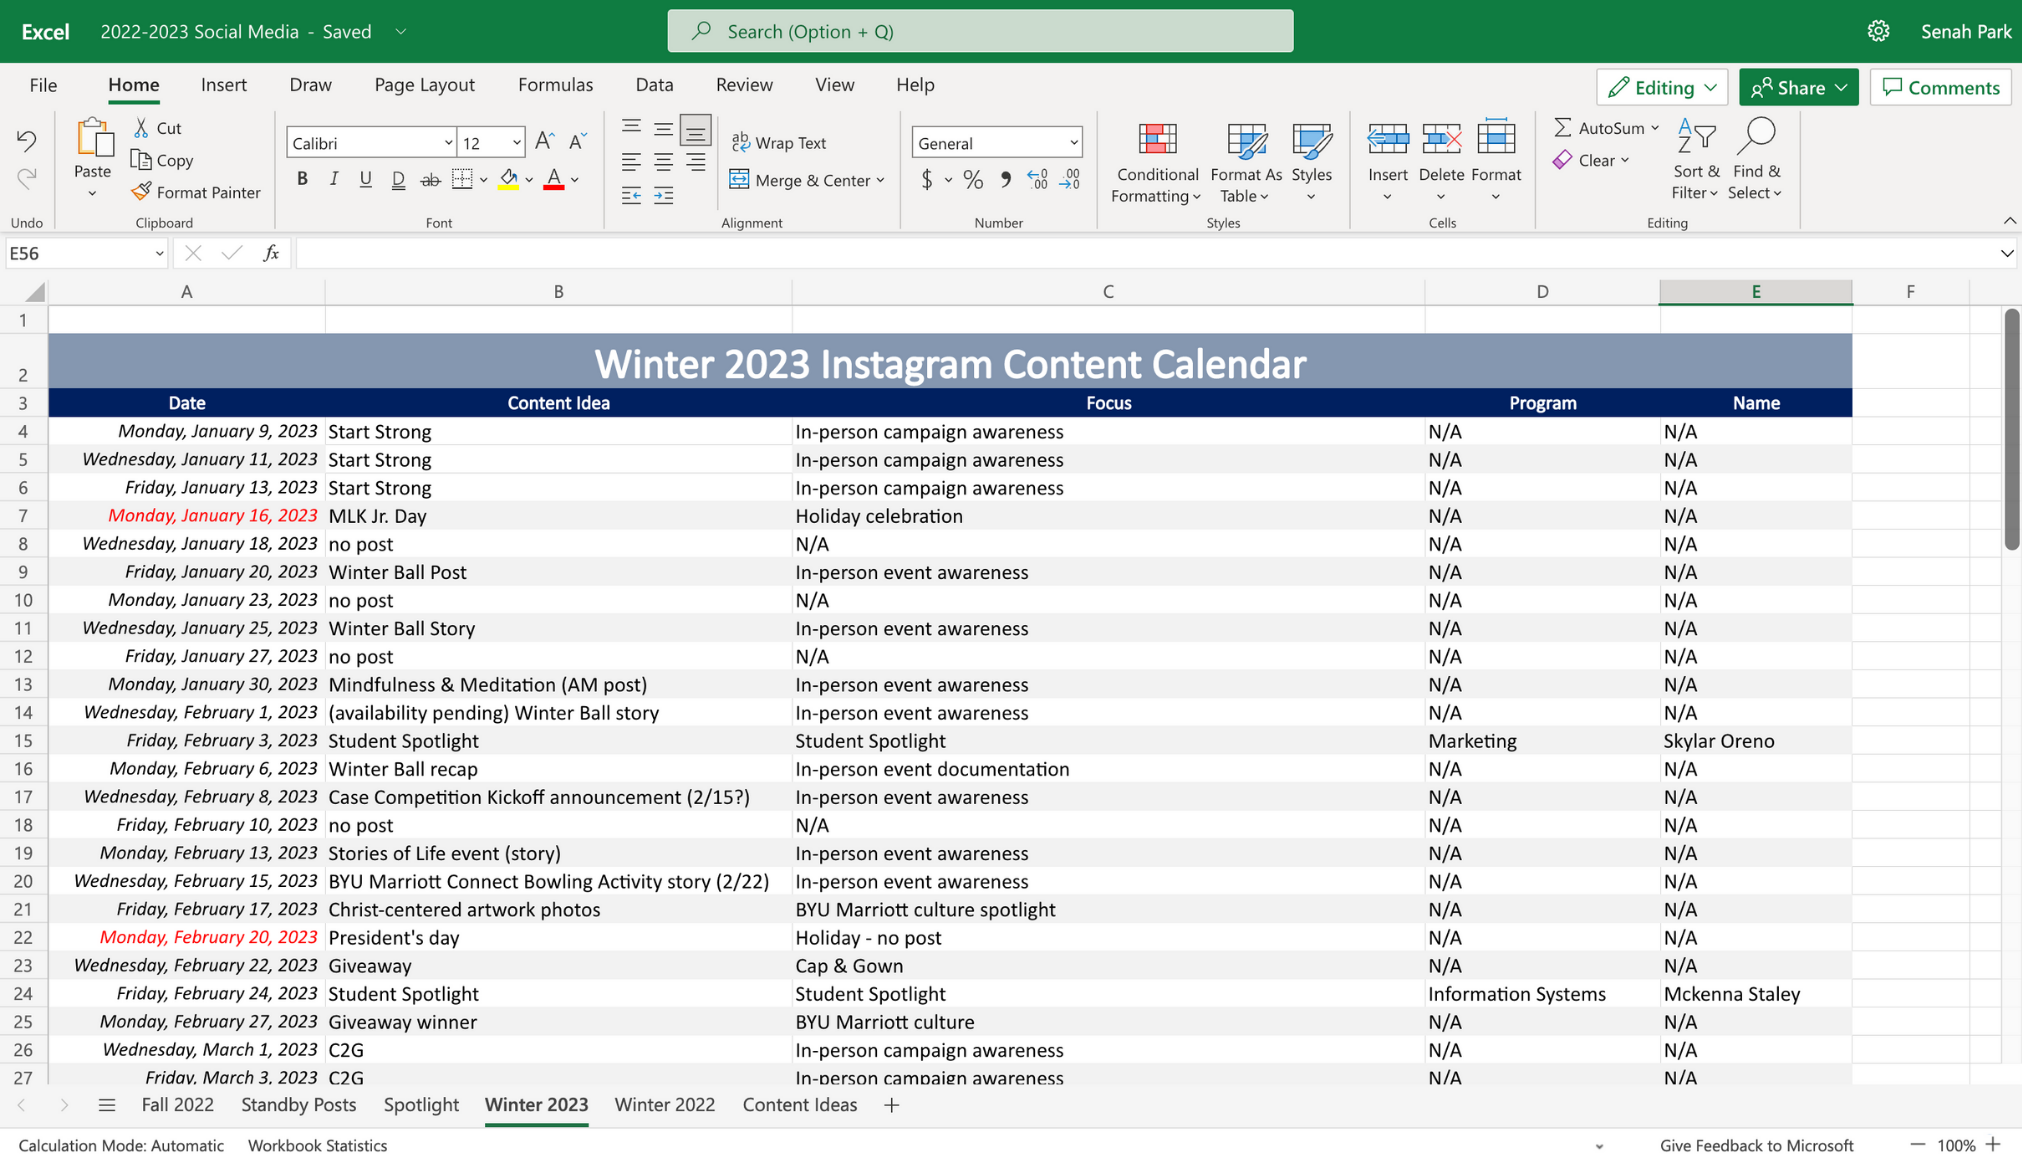 Excel 2022-2023 Social Media - Saved Search (Option + Q) Senah Park
File Home Insert Draw Page Layout Formulas Data Review View Help Editing Share Comments
Undo
Paste Cut Copy Format Painter Clipboard
Calibri 12 A A
B I U D ab A Font
ab Wrap Text
Merge & Center
Alignment
General
$ % 9 .00 .00
Number
Conditional Formatting Format As Table Styles
Styles
Insert Delete Format
Cells
AutoSum
Clear
Sort & Filter Find & Select
Editing
E56 fx
A B C D E F
1
2 Winter 2023 Instagram Content Calendar
3 Date Content Idea Focus Program Name
4 Monday, January 9, 2023 Start Strong In-person campaign awareness N/A N/A
5 Wednesday, January 11, 2023 Start Strong In-person campaign awareness N/A N/A
6 Friday, January 13, 2023 Start Strong In-person campaign awareness N/A N/A
7 Monday, January 16, 2023 MLK Jr. Day Holiday celebration N/A N/A
8 Wednesday, January 18, 2023 no post N/A N/A N/A
9 Friday, January 20, 2023 Winter Ball Post In-person event awareness N/A N/A
10 Monday, January 23, 2023 no post N/A N/A N/A
11 Wednesday, January 25, 2023 Winter Ball Story In-person event awareness N/A N/A
12 Friday, January 27, 2023 no post N/A N/A N/A
13 Monday, January 30, 2023 Mindfulness & Meditation (AM post) In-person event awareness N/A N/A
14 Wednesday, February 1, 2023 (availability pending) Winter Ball story In-person event awareness N/A N/A
15 Friday, February 3, 2023 Student Spotlight Student Spotlight Marketing Skylar Oreno
16 Monday, February 6, 2023 Winter Ball recap In-person event documentation N/A N/A
17 Wednesday, February 8, 2023 Case Competition Kickoff announcement (2/15?) In-person event awareness N/A N/A
18 Friday, February 10, 2023 no post N/A N/A N/A
19 Monday, February 13, 2023 Stories of Life event (story) In-person event awareness N/A N/A
20 Wednesday, February 15, 2023 BYU Marriott Connect Bowling Activity story (2/22) In-person event awareness N/A N/A
21 Friday, February 17, 2023 Christ-centered artwork photos BYU Marriott culture spotlight N/A N/A
22 Monday, February 20, 2023 President's day Holiday - no post N/A N/A
23 Wednesday, February 22, 2023 Giveaway Cap & Gown N/A N/A
24 Friday, February 24, 2023 Student Spotlight Student Spotlight Information Systems Mckenna Staley
25 Monday, February 27, 2023 Giveaway winner BYU Marriott culture N/A N/A
26 Wednesday, March 1, 2023 C2G In-person campaign awareness N/A N/A
27 Friday, March 3, 2023 C2G In-person campaign awareness N/A N/A
Fall 2022 Standby Posts Spotlight Winter 2023 Winter 2022 Content Ideas +
Calculation Mode: Automatic Workbook Statistics Give Feedback to Microsoft 100%